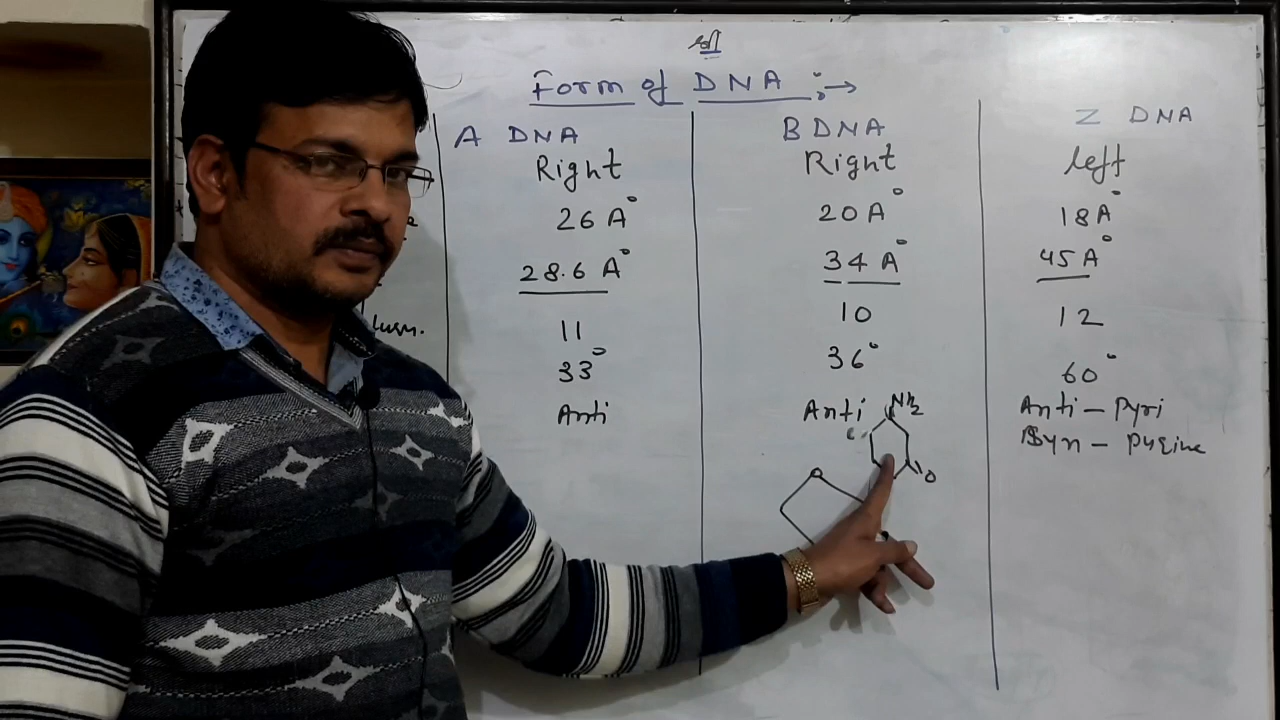 श्री
Form of DNA :→
A DNA
Right
26 A°
28.6 A°
11
33°
Anti
B DNA
Right
20 A°
34 A°
10
36°
Anti
NH2
O
O
Z DNA
left
18 A°
45 A°
12
60°
Anti - Pyri
Syn - Purine